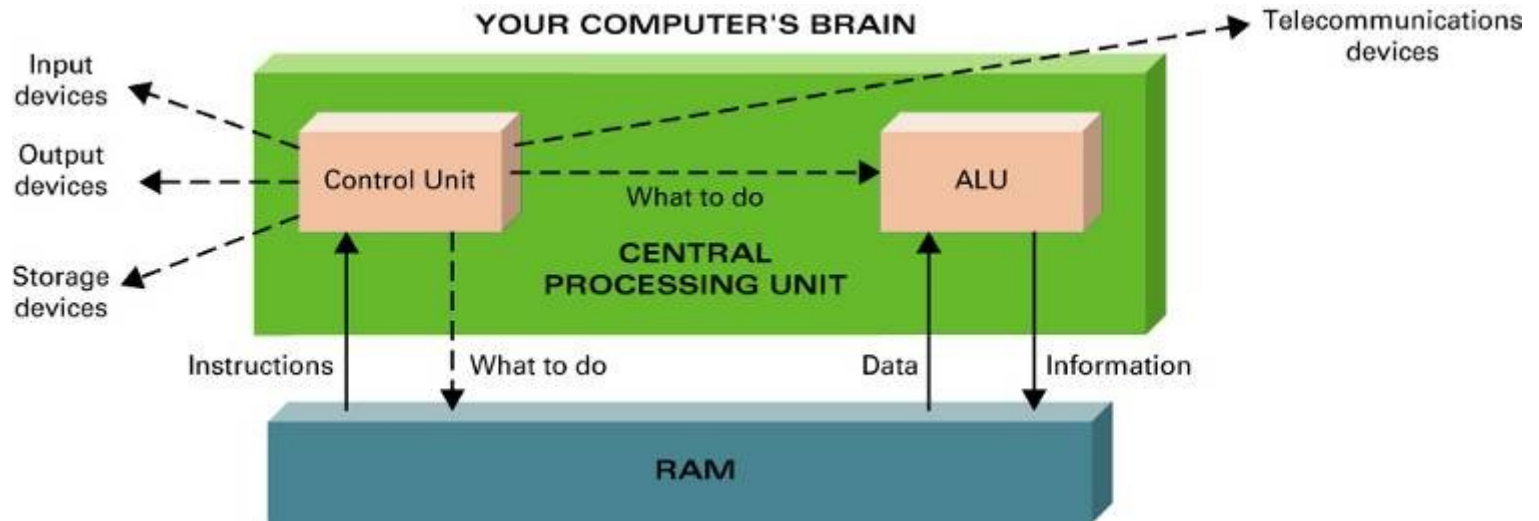 YOUR COMPUTER'S BRAIN
Telecommunications
devices
Input
devices
Output
devices
Storage
devices
Control Unit
What to do
ALU
CENTRAL
PROCESSING UNIT
Instructions
What to do
Data
Information
RAM